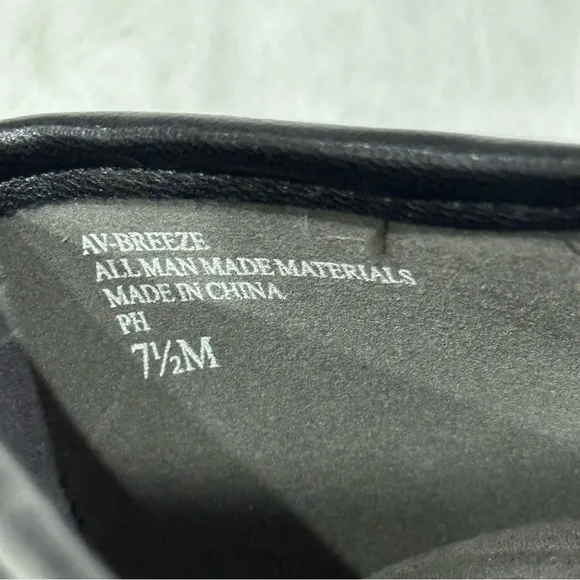 AV-BREEZE
ALL MAN MADE MATERIALS
MADE IN CHINA
PH
7½M